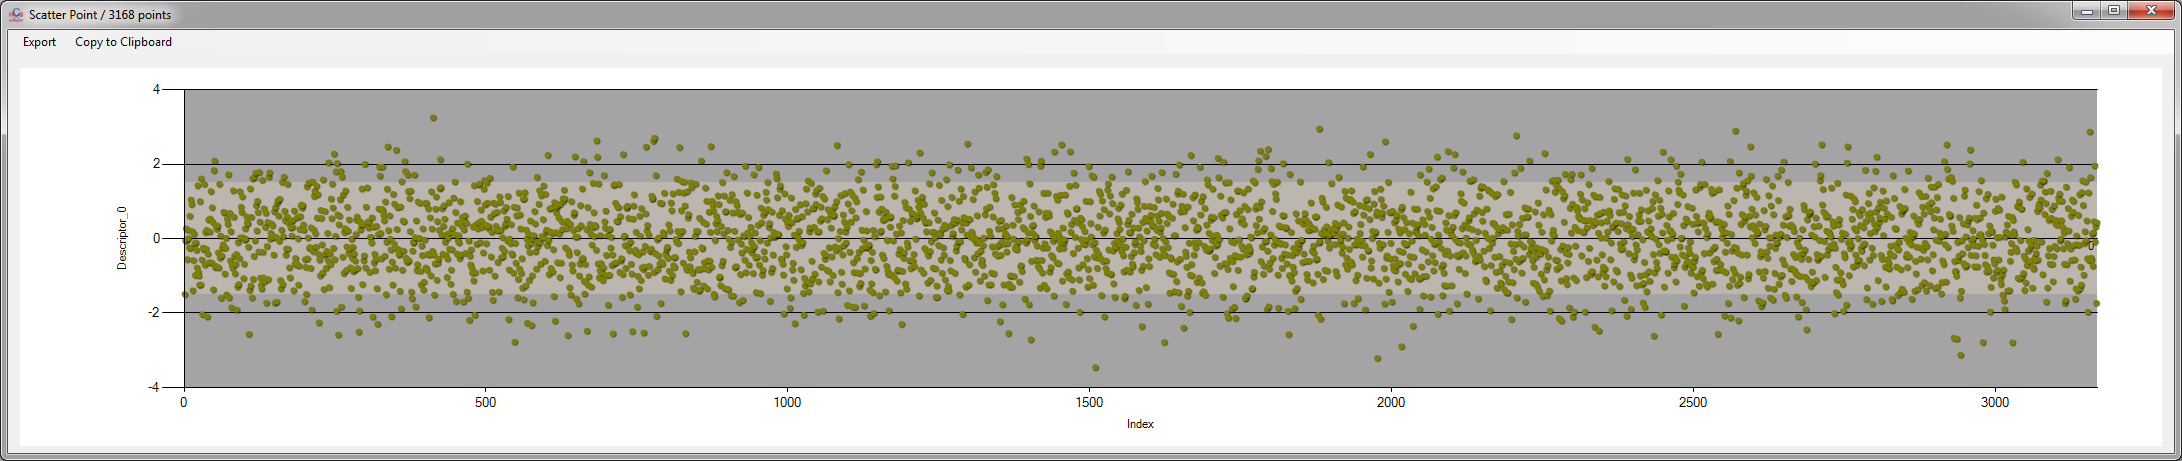 Scatter Point / 3168 points
Export Copy to Clipboard
4
2
0
-2
-4
Descriptor_0
0
0 500 1000 1500 2000 2500 3000
Index